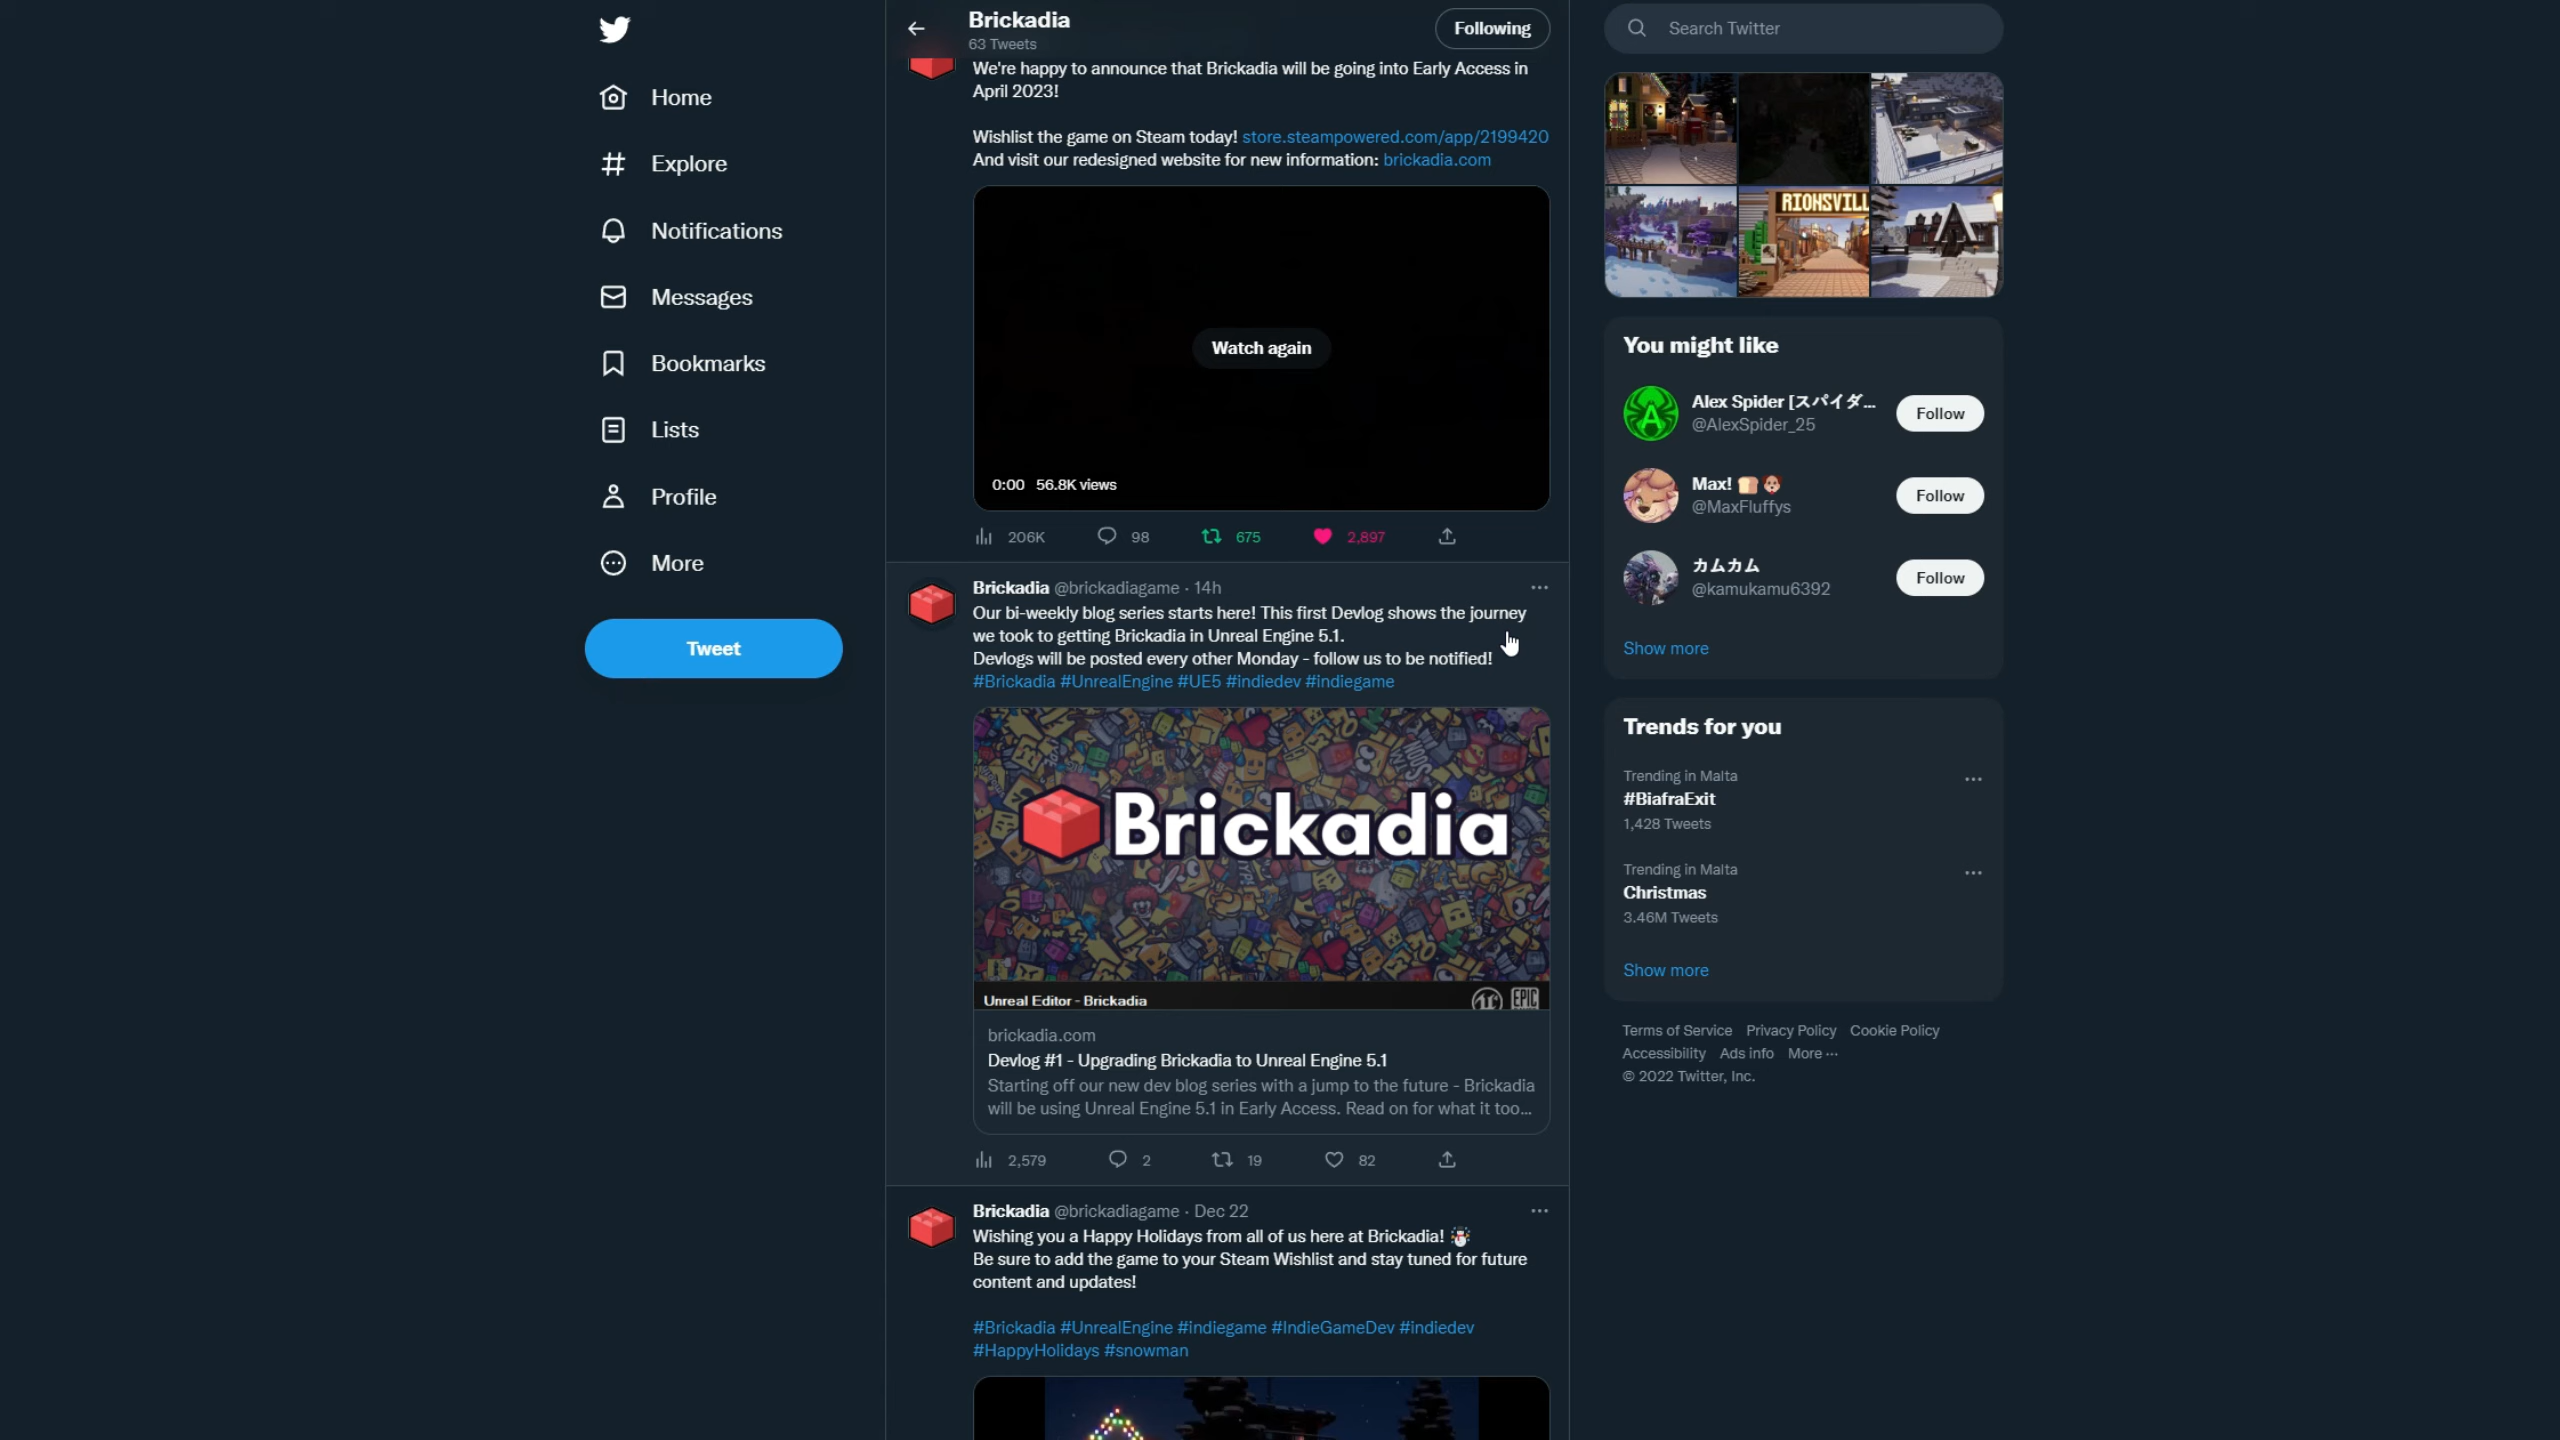 Home
Explore
Notifications
Messages
Bookmarks
Lists
Profile
More
Tweet
Brickadia
63 Tweets
Following
We're happy to announce that Brickadia will be going into Early Access in
April 2023!
Wishlist the game on Steam today! store.steampowered.com/app/2199420
And visit our redesigned website for new information: brickadia.com
Watch again
0:00 56.8K views
206K 98 675 2,897
Brickadia @brickadiagame · 14h
Our bi-weekly blog series starts here! This first Devlog shows the journey
we took to getting Brickadia in Unreal Engine 5.1.
Devlogs will be posted every other Monday - follow us to be notified!
#Brickadia #UnrealEngine #UE5 #indiedev #indiegame
Brickadia
Unreal Editor - Brickadia
EPIC
brickadia.com
Devlog #1 - Upgrading Brickadia to Unreal Engine 5.1
Starting off our new dev blog series with a jump to the future - Brickadia
will be using Unreal Engine 5.1 in Early Access. Read on for what it too...
2,579 2 19 82
Brickadia @brickadiagame · Dec 22
Wishing you a Happy Holidays from all of us here at Brickadia!
Be sure to add the game to your Steam Wishlist and stay tuned for future
content and updates!
#Brickadia #UnrealEngine #indiegame #IndieGameDev #indiedev
#HappyHolidays #snowman
Search Twitter
RIONSVILL
You might like
Alex Spider [スパイダ...
@AlexSpider_25
Follow
Max!
@MaxFluffys
Follow
カムカム
@kamukamu6392
Follow
Show more
Trends for you
Trending in Malta
#BiafraExit
1,428 Tweets
Trending in Malta
Christmas
3.46M Tweets
Show more
Terms of Service Privacy Policy Cookie Policy
Accessibility Ads info More ...
© 2022 Twitter, Inc.